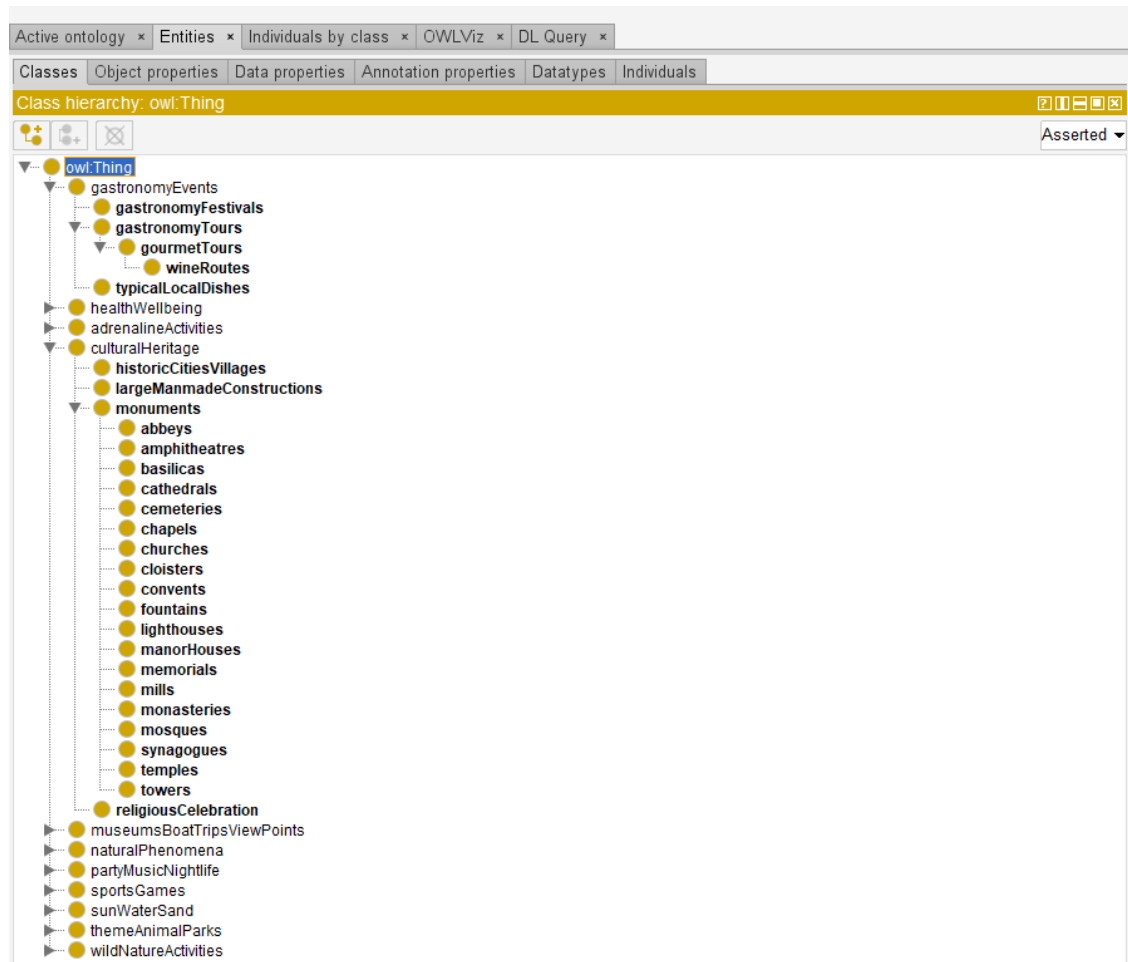 Active ontology × Entities × Individuals by class × OWLViz × DL Query ×
Classes Object properties Data properties Annotation properties Datatypes Individuals
Class hierarchy: owl:Thing
Asserted
owl:Thing
gastronomyEvents
gastronomyFestivals
gastronomyTours
gourmetTours
wineRoutes
typicalLocalDishes
healthWellbeing
adrenalineActivities
culturalHeritage
historicCitiesVillages
largeManmadeConstructions
monuments
abbeys
amphitheatres
basilicas
cathedrals
cemeteries
chapels
churches
cloisters
convents
fountains
lighthouses
manorHouses
memorials
mills
monasteries
mosques
synagogues
temples
towers
religiousCelebration
museumsBoatTripsViewPoints
naturalPhenomena
partyMusicNightlife
sportsGames
sunWaterSand
themeAnimalParks
wildNatureActivities